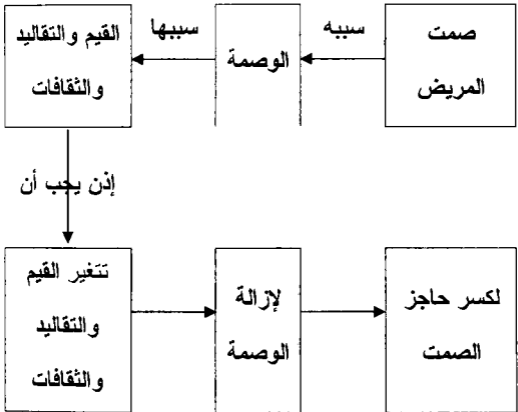 صمت
المريض
سببه
الوصمة
سببها
القيم والتقاليد
والثقافات
إذن يجب أن
تتغير القيم
والتقاليد
والثقافات
لإزالة
الوصمة
لكسر حاجز
الصمت